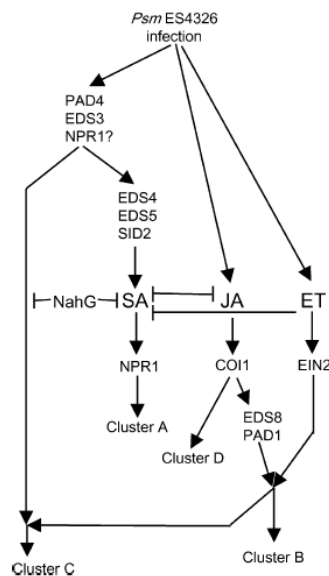 Psm ES4326
infection
PAD4
EDS3
NPR1?
EDS4
EDS5
SID2
NahG SA JA ET
NPR1 COI1 EIN2
EDS8
PAD1
Cluster A
Cluster D
Cluster B
Cluster C